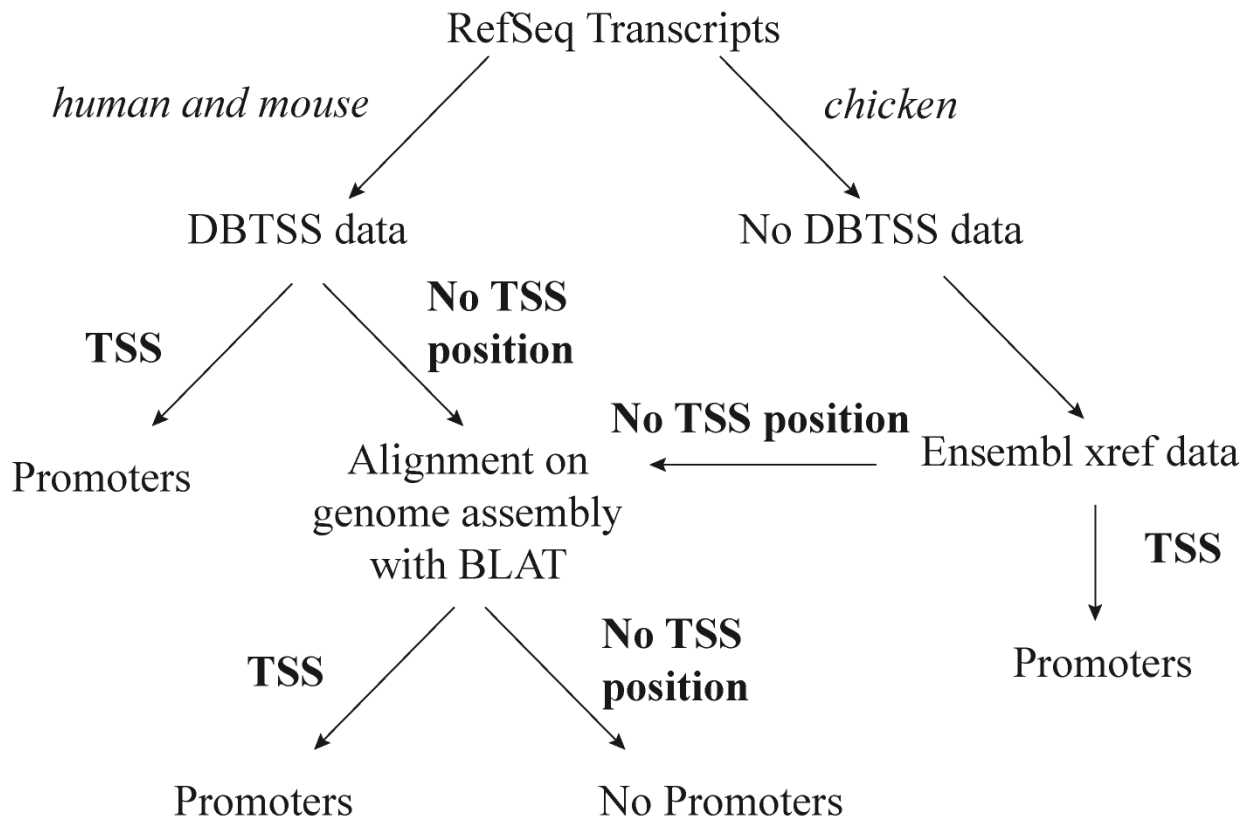 RefSeq Transcripts
human and mouse
chicken
DBTSS data
No DBTSS data
TSS
No TSS
position
No TSS position
Promoters
Alignment on
genome assembly
with BLAT
Ensembl xref data
TSS
TSS
No TSS
position
Promoters
Promoters
No Promoters